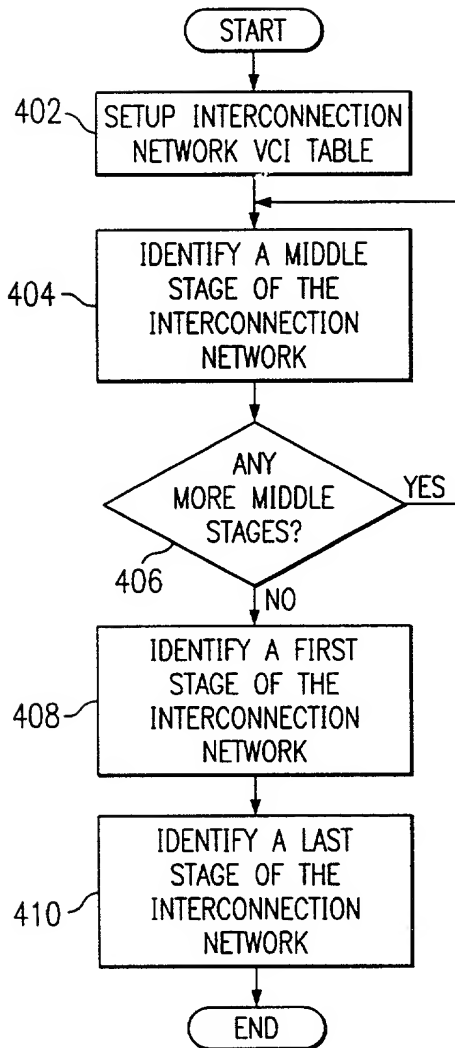 START
402
SETUP INTERCONNECTION
NETWORK VCI TABLE
404
IDENTIFY A MIDDLE
STAGE OF THE
INTERCONNECTION
NETWORK
ANY
MORE MIDDLE
STAGES?
YES
406
NO
408
IDENTIFY A FIRST
STAGE OF THE
INTERCONNECTION
NETWORK
410
IDENTIFY A LAST
STAGE OF THE
INTERCONNECTION
NETWORK
END